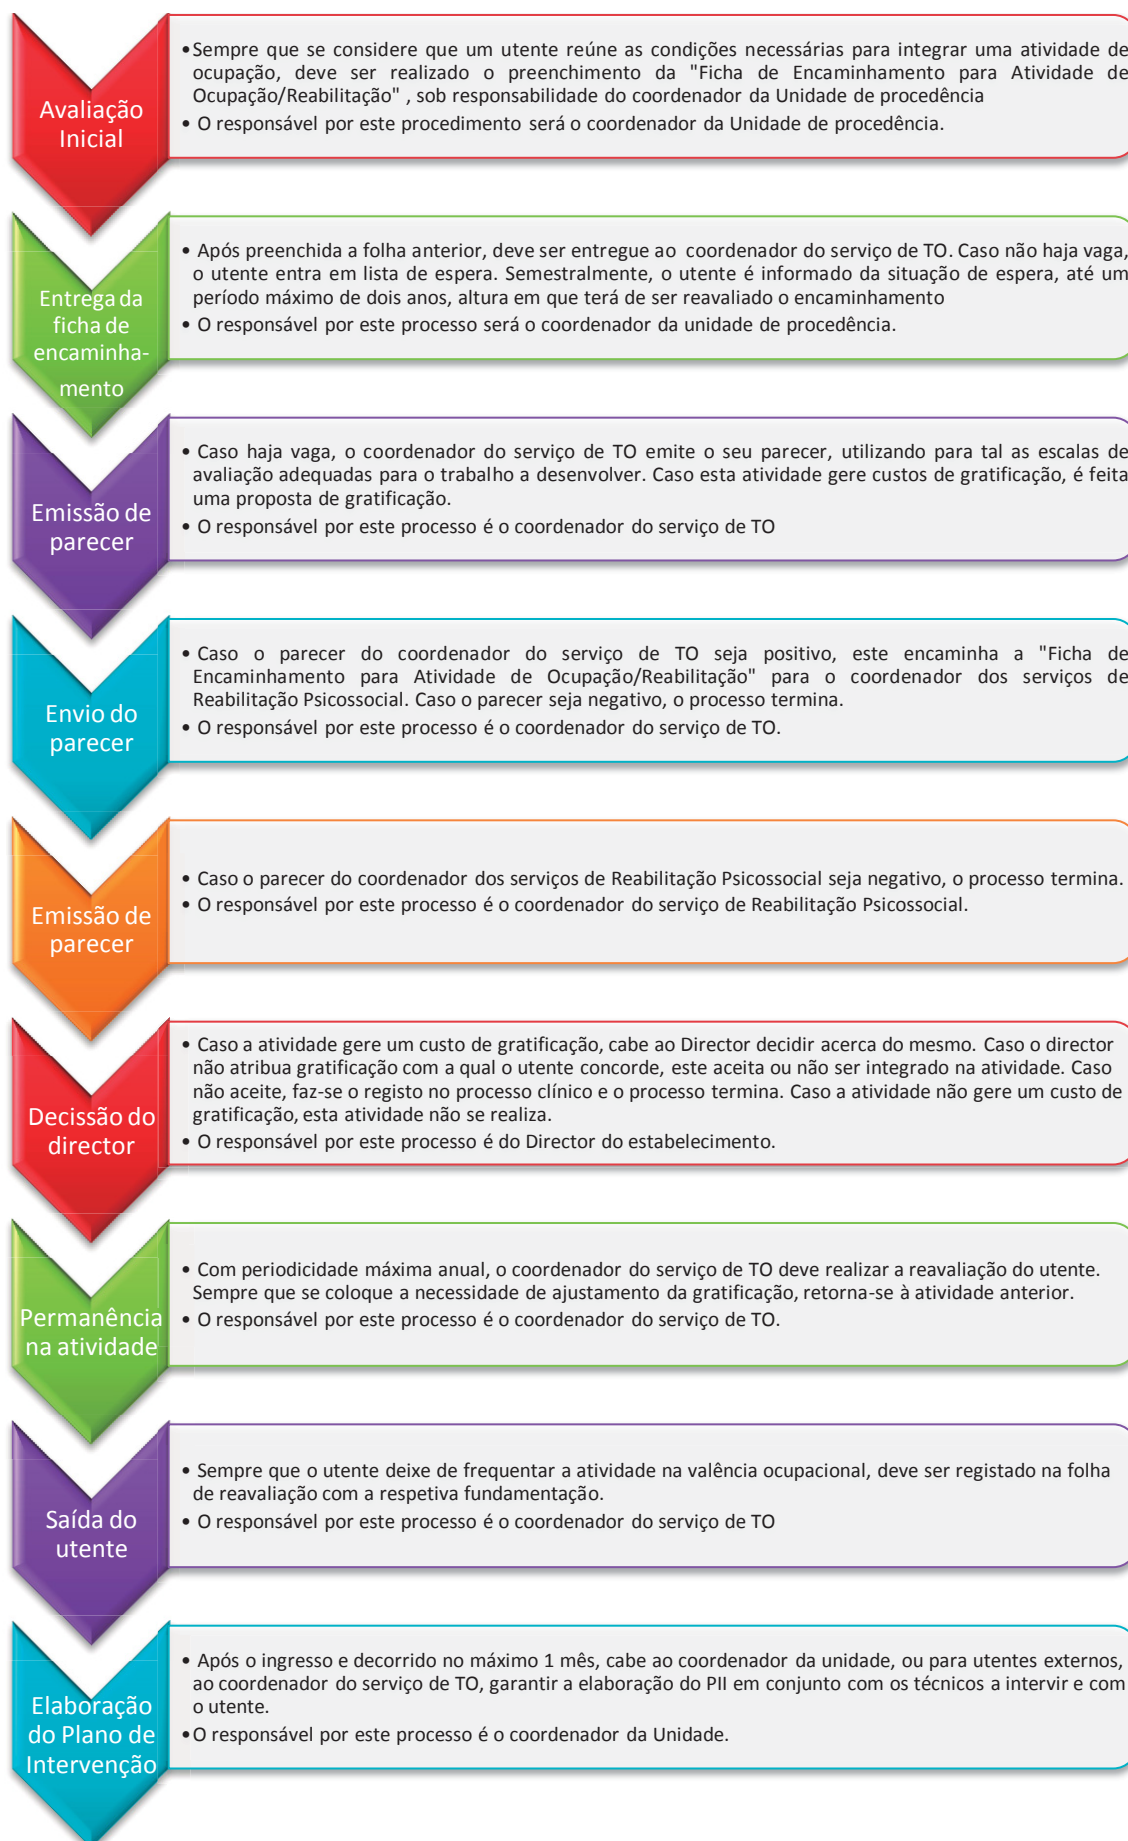 Avaliação
Inicial
•Sempre que se considere que um utente reúne as condições necessárias para integrar uma atividade de
ocupação, deve ser realizado o preenchimento da "Ficha de Encaminhamento para Atividade de
Ocupação/Reabilitação" , sob responsabilidade do coordenador da Unidade de procedência
• O responsável por este procedimento será o coordenador da Unidade de procedência.
Entrega da
ficha de
encaminha-
mento
• Após preenchida a folha anterior, deve ser entregue ao coordenador do serviço de TO. Caso não haja vaga,
o utente entra em lista de espera. Semestralmente, o utente é informado da situação de espera, até um
período máximo de dois anos, altura em que terá de ser reavaliado o encaminhamento
• O responsável por este processo será o coordenador da unidade de procedência.
Emissão de
parecer
• Caso haja vaga, o coordenador do serviço de TO emite o seu parecer, utilizando para tal as escalas de
avaliação adequadas para o trabalho a desenvolver. Caso esta atividade gere custos de gratificação, é feita
uma proposta de gratificação.
• O responsável por este processo é o coordenador do serviço de TO
Envio do
parecer
• Caso o parecer do coordenador do serviço de TO seja positivo, este encaminha a "Ficha de
Encaminhamento para Atividade de Ocupação/Reabilitação" para o coordenador dos serviços de
Reabilitação Psicossocial. Caso o parecer seja negativo, o processo termina.
• O responsável por este processo é o coordenador do serviço de TO.
Emissão de
parecer
• Caso o parecer do coordenador dos serviços de Reabilitação Psicossocial seja negativo, o processo termina.
• O responsável por este processo é o coordenador do serviço de Reabilitação Psicossocial.
Decissão do
director
• Caso a atividade gere um custo de gratificação, cabe ao Director decidir acerca do mesmo. Caso o director
não atribua gratificação com a qual o utente concorde, este aceita ou não ser integrado na atividade. Caso
não aceite, faz-se o registo no processo clínico e o processo termina. Caso a atividade não gere um custo de
gratificação, esta atividade não se realiza.
• O responsável por este processo é do Director do estabelecimento.
Permanência
na atividade
• Com periodicidade máxima anual, o coordenador do serviço de TO deve realizar a reavaliação do utente.
Sempre que se coloque a necessidade de ajustamento da gratificação, retorna-se à atividade anterior.
• O responsável por este processo é o coordenador do serviço de TO.
Saída do
utente
• Sempre que o utente deixe de frequentar a atividade na valência ocupacional, deve ser registado na folha
de reavaliação com a respetiva fundamentação.
• O responsável por este processo é o coordenador do serviço de TO
Elaboração
do Plano de
Intervenção
• Após o ingresso e decorrido no máximo 1 mês, cabe ao coordenador da unidade, ou para utentes externos,
ao coordenador do serviço de TO, garantir a elaboração do PII em conjunto com os técnicos a intervir e com
o utente.
•O responsável por este processo é o coordenador da Unidade.